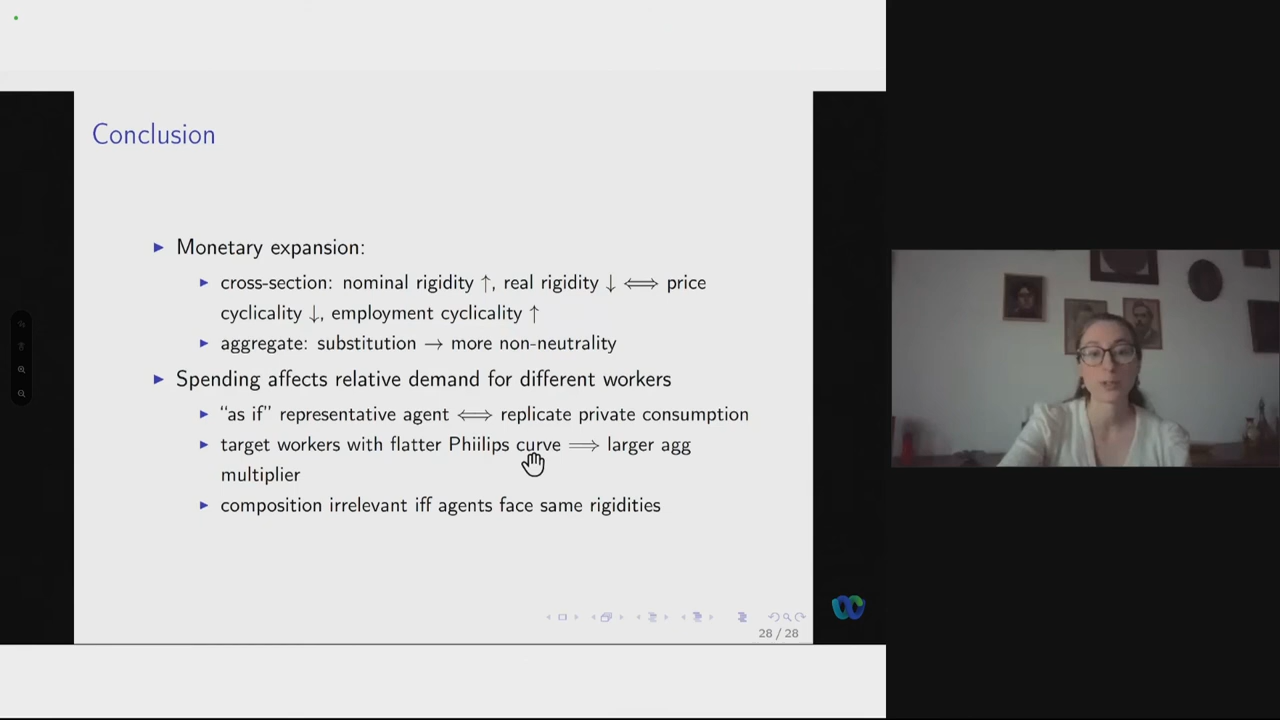 Conclusion
▶ Monetary expansion:
▶ cross-section: nominal rigidity ↑, real rigidity ↓ ⟺ price
cyclicality ↓, employment cyclicality ↑
▶ aggregate: substitution → more non-neutrality
▶ Spending affects relative demand for different workers
▶ “as if” representative agent ⟺ replicate private consumption
▶ target workers with flatter Phiilips curve ⟹ larger agg
multiplier
▶ composition irrelevant iff agents face same rigidities
28 / 28